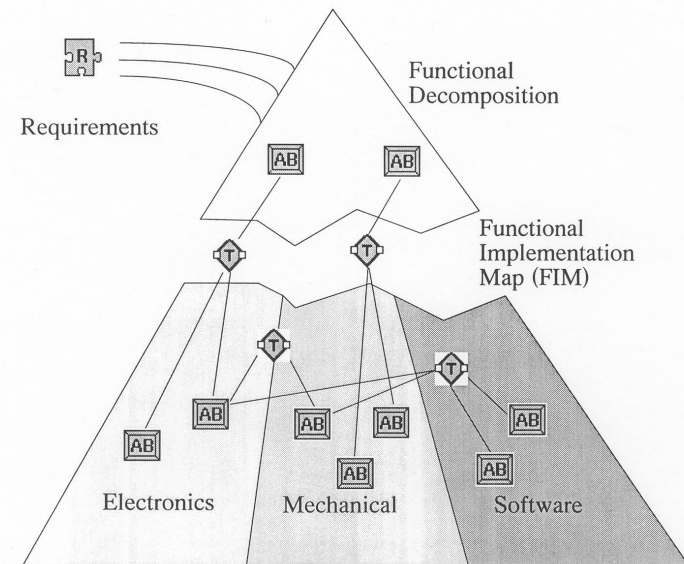 R
Requirements
Functional
Decomposition
AB
AB
Functional
Implementation
Map (FIM)
T
T
T
T
AB
AB
AB
AB
AB
AB
AB
Electronics
Mechanical
Software